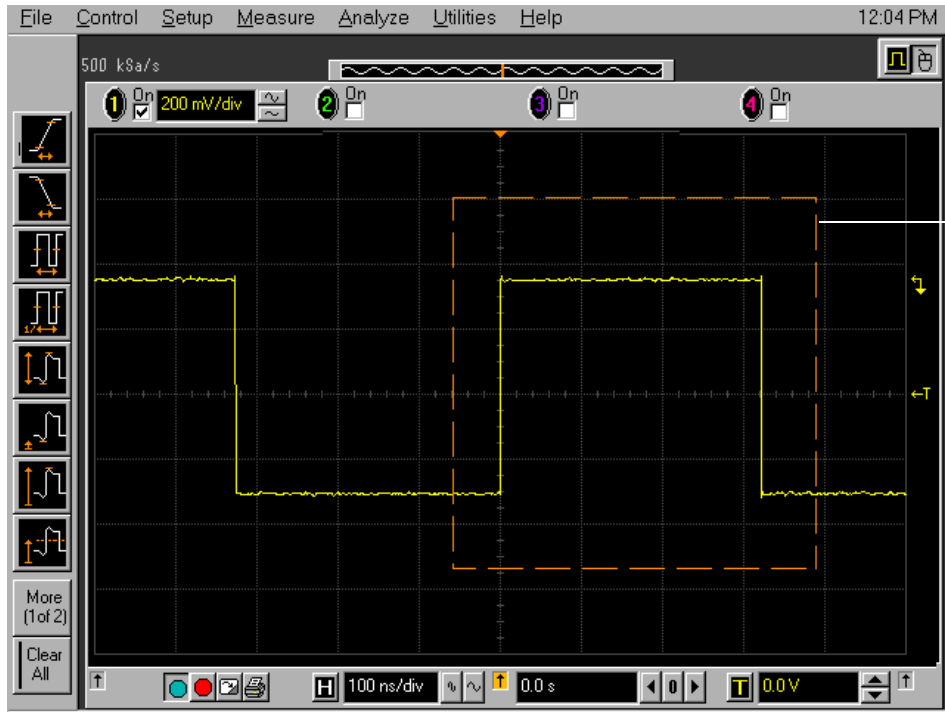 File Control Setup Measure Analyze Utilities Help 12:04 PM
500 kSa/s
1 On 200 mV/div 2 On 3 On 4 On
1/
T
More
(1of 2)
Clear
All
H 100 ns/div 0.0 s 0 T 0.0 V